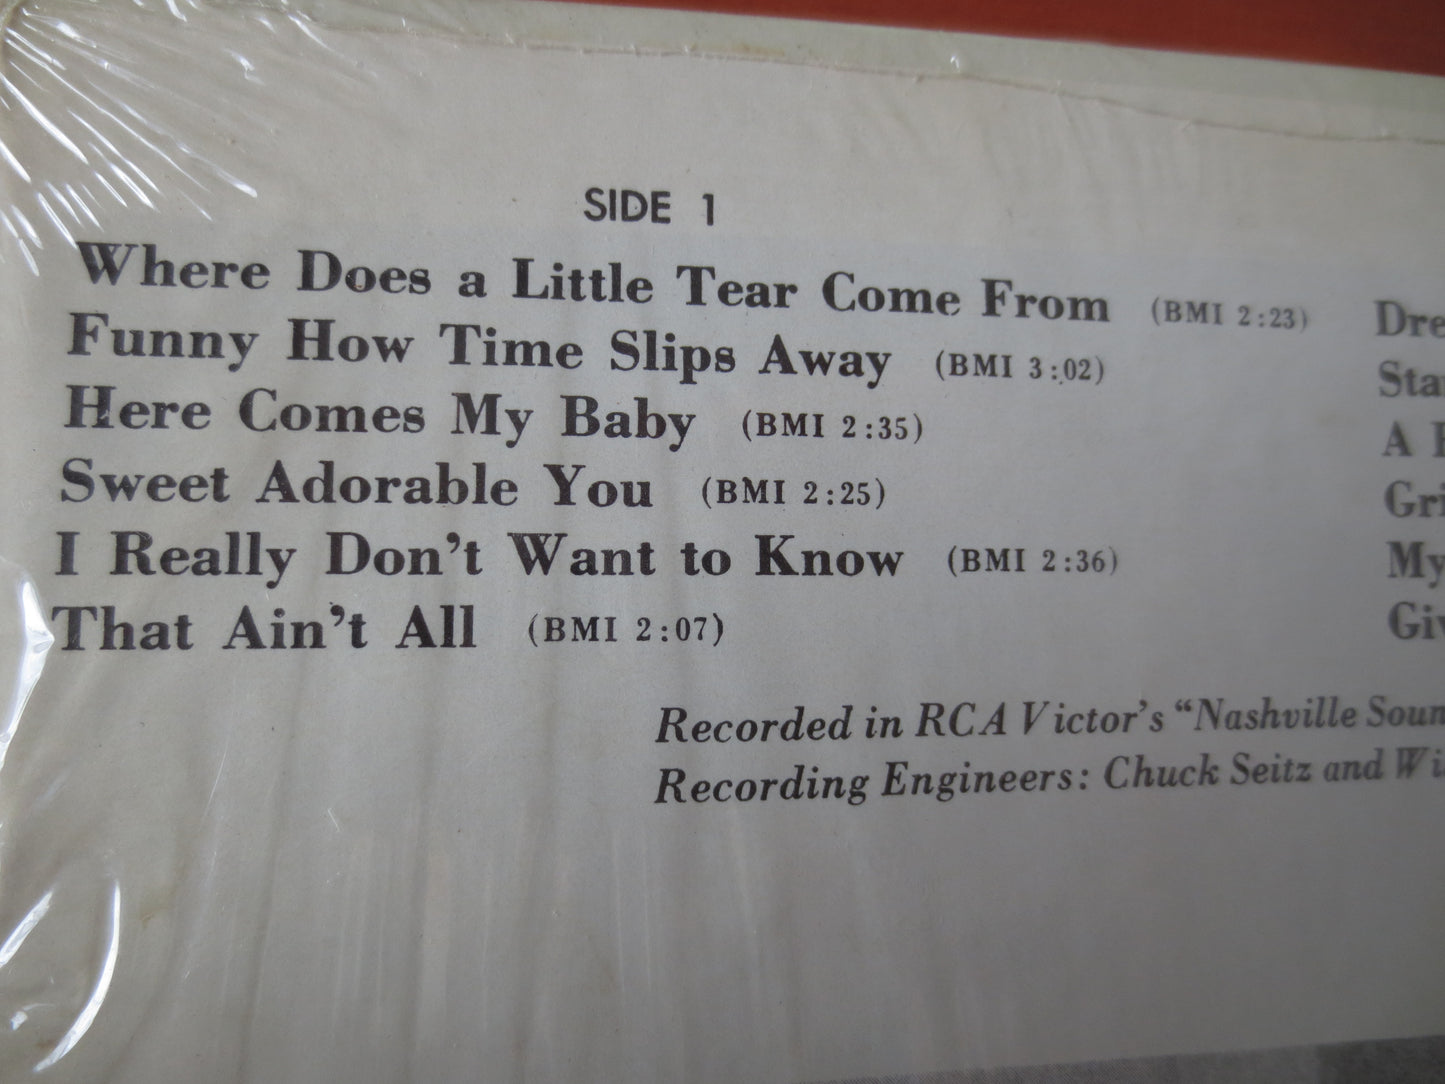 SIDE 1
Where Does a Little Tear Come From (BMI 2:23)
Funny How Time Slips Away (BMI 3:02)
Here Comes My Baby (BMI 2:35)
Sweet Adorable You (BMI 2:25)
I Really Don't Want to Know (BMI 2:36)
That Ain't All (BMI 2:07)
A
My
Recorded in RCA Victor's "Nashville
Recording Engineers: Chuck Seitz and